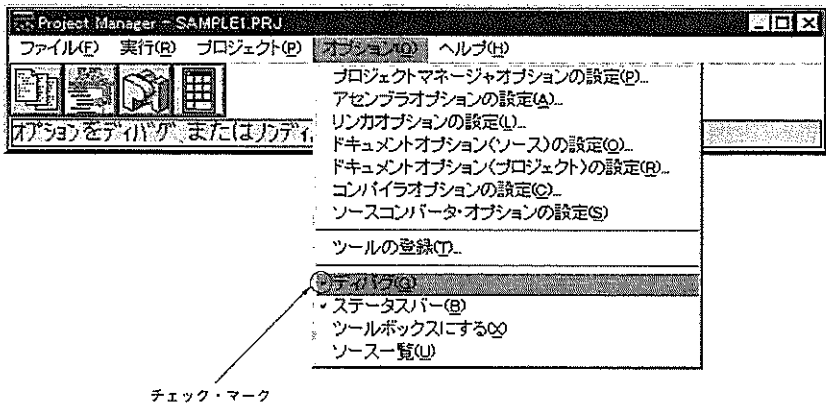 Project Manager - SAMPLE1.PRJ
ファイル(F) 実行(R) プロジェクト(P) オプション(O) ヘルプ(H)
プロジェクトマネージャオプションの設定(P)...
アセンブラオプションの設定(A)...
リンカオプションの設定(L)...
ドキュメントオプション(ソース)の設定(O)...
ドキュメントオプション(プロジェクト)の設定(R)...
コンパイラオプションの設定(C)...
ソースコンバータ・オプションの設定(S)
ツールの登録(T)...
ディバグ(G)
ステータスバー(B)
ツールボックスにする(X)
ソース一覧(U)
オプションをディバグ、またはノンディ
チェック・マーク